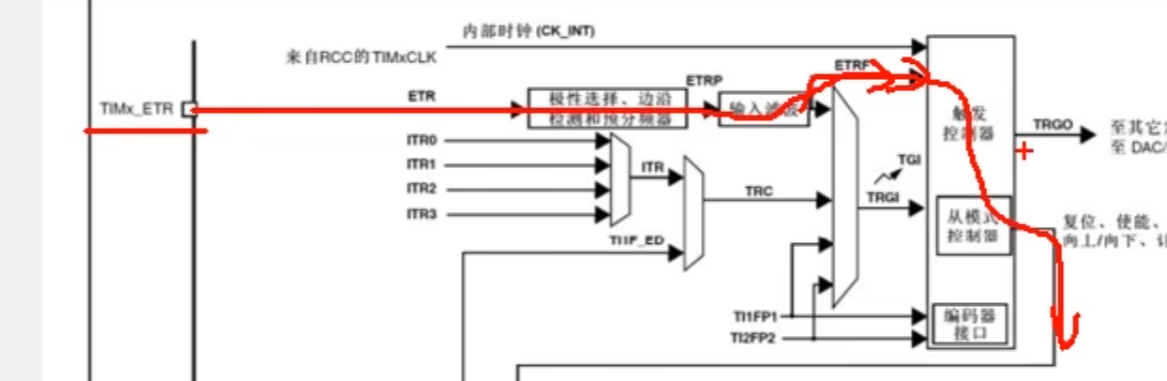 内部时钟 (CK_INT)
来自RCC的TIMxCLK
ETRF
ETRP
TIMx_ETR
ETR
极性选择、边沿
检测和预分频器
输入滤波
触发
控制器
TRGO
至其它
至 DAC/
ITR0
ITR1
ITR2
ITR3
ITR
TGI
TRC
TRGI
从模式
控制器
复位、使能、
向上/向下、
TI1F_ED
TI1FP1
TI2FP2
编码器
接口